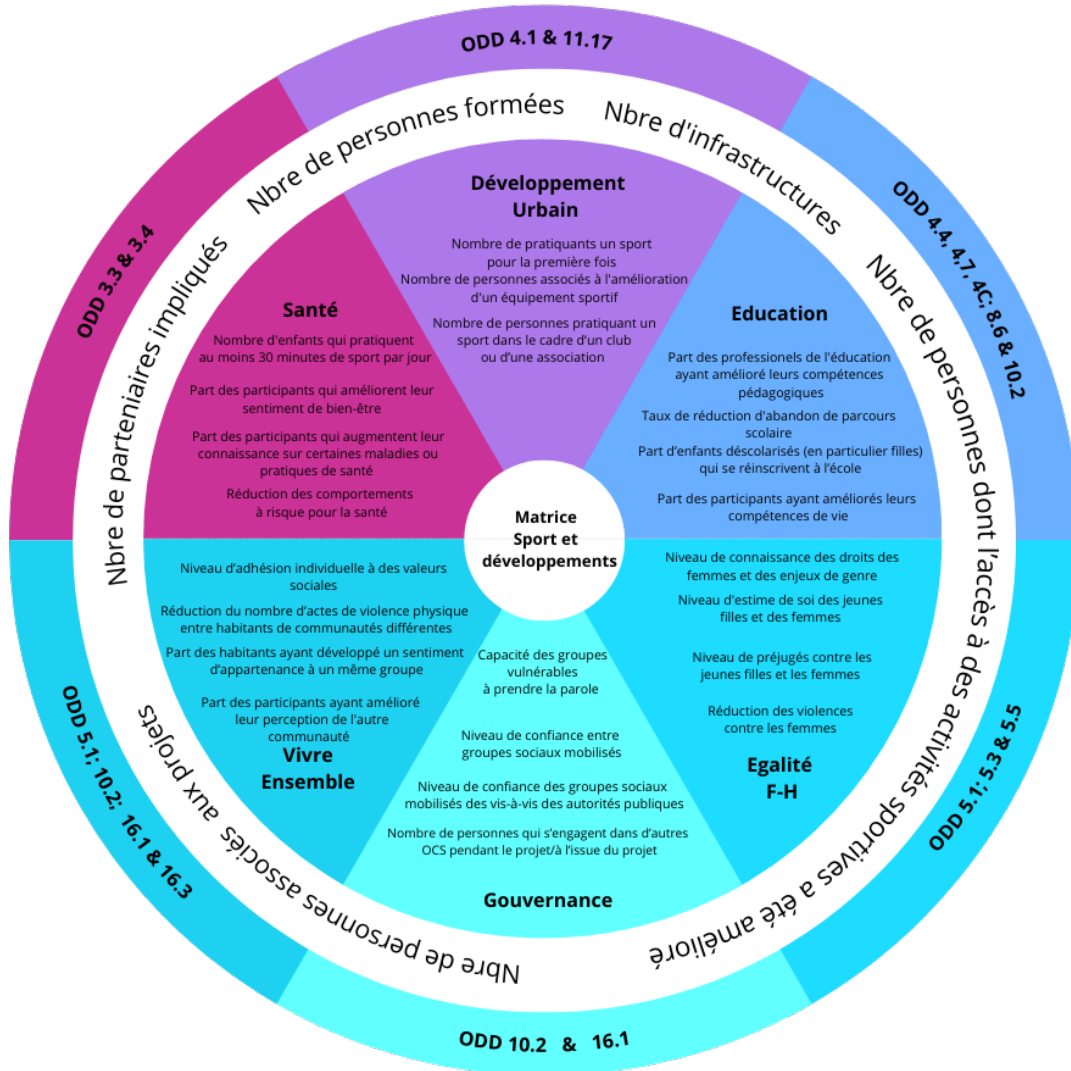 ODD 4.1 & 11.17
ODD 4.4, 4,7, 4C; 8.6 & 10.2
ODD 5.1; 5.3 & 5.5
ODD 10.2 & 16.1
ODD 5.1; 10.2; 16.1 & 16.3
ODD 3.3 & 3.4
Nbre de personnes formées
Nbre d'infrastructures
Nbre de personnes dont l'accès à des activités sportives a été amélioré
Nbre de personnes associés aux projets
Nbre de parteniaires impliqués
Développement
Urbain
Nombre de pratiquants un sport
pour la première fois
Nombre de personnes associés à l'amélioration
d'un équipement sportif
Nombre de personnes pratiquant un
sport dans le cadre d’un club
ou d’une association
Education
Part des professionels de l'éducation
ayant amélioré leurs compétences
pédagogiques
Taux de réduction d'abandon de parcours
scolaire
Part d’enfants déscolarisés (en particulier filles)
qui se réinscrivent à l’école
Part des participants ayant améliorés leurs
compétences de vie
Niveau de connaissance des droits des
femmes et des enjeux de genre
Niveau d'estime de soi des jeunes
filles et des femmes
Niveau de préjugés contre les
jeunes filles et les femmes
Réduction des violences
contre les femmes
Egalité
F-H
Capacité des groupes
vulnérables
à prendre la parole
Niveau de confiance entre
groupes sociaux mobilisés
Niveau de confiance des groupes sociaux
mobilisés des vis-à-vis des autorités publiques
Nombre de personnes qui s’engagent dans d’autres
OCS pendant le projet/à l’issue du projet
Gouvernance
Niveau d’adhésion individuelle à des valeurs
sociales
Réduction du nombre d’actes de violence physique
entre habitants de communautés différentes
Part des habitants ayant développé un sentiment
d’appartenance à un même groupe
Part des participants ayant amélioré
leur perception de l'autre
communauté
Vivre
Ensemble
Santé
Nombre d'enfants qui pratiquent
au moins 30 minutes de sport par jour
Part des participants qui améliorent leur
sentiment de bien-être
Part des participants qui augmentent leur
connaissance sur certaines maladies ou
pratiques de santé
Réduction des comportements
à risque pour la santé
Matrice
Sport et
développements